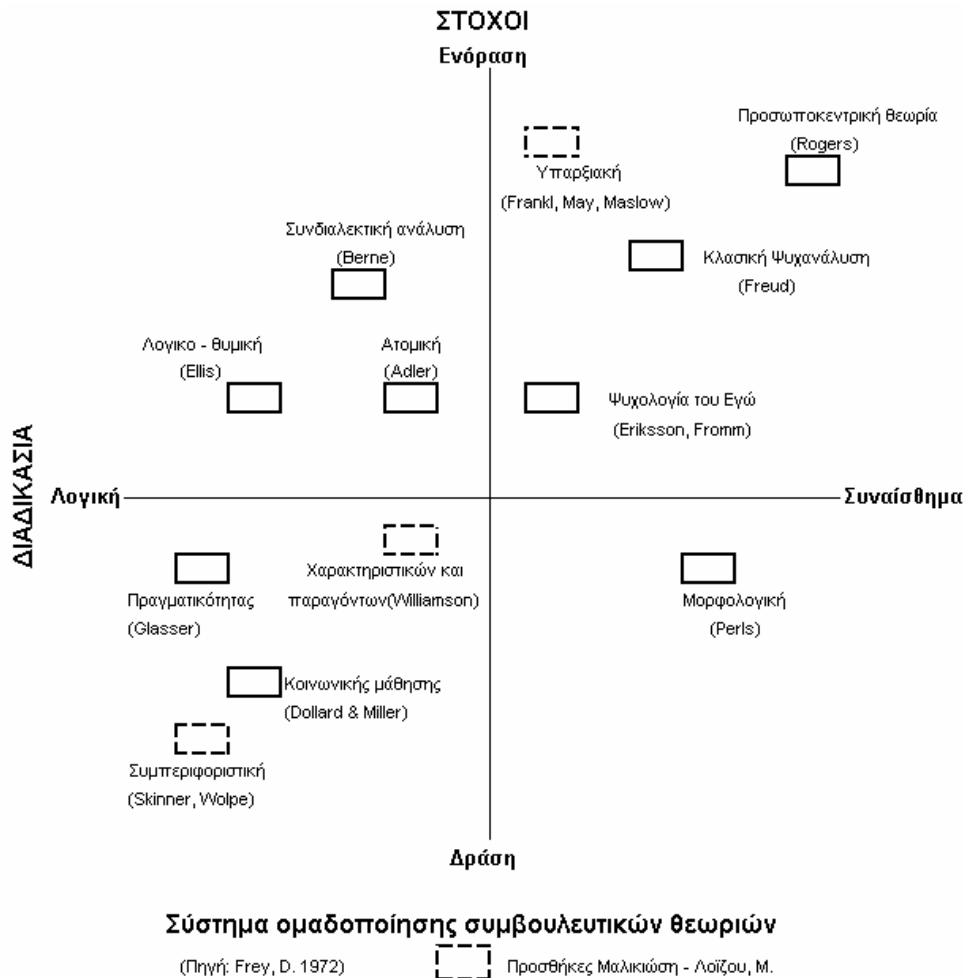 ΣΤΟΧΟΙ
Ενόραση
Προσωποκεντρική θεωρία
(Rogers)
Υπαρξιακή
(Frankl, May, Maslow)
Συνδιαλεκτική ανάλυση
(Berne)
Κλασική Ψυχανάλυση
(Freud)
Λογικο - θυμική
(Ellis)
Ατομική
(Adler)
Ψυχολογία του Εγώ
(Eriksson, Fromm)
ΔΙΑΔΙΚΑΣΙΑ
Λογική
Συναίσθημα
Χαρακτηριστικών και
παραγόντων(Williamson)
Πραγματικότητας
(Glasser)
Μορφολογική
(Perls)
Κοινωνικής μάθησης
(Dollard & Miller)
Συμπεριφοριστική
(Skinner, Wolpe)
Δράση
Σύστημα ομαδοποίησης συμβουλευτικών θεωριών
(Πηγή: Frey, D. 1972)
Προσθήκες Μαλικιώση - Λοϊζου, Μ.